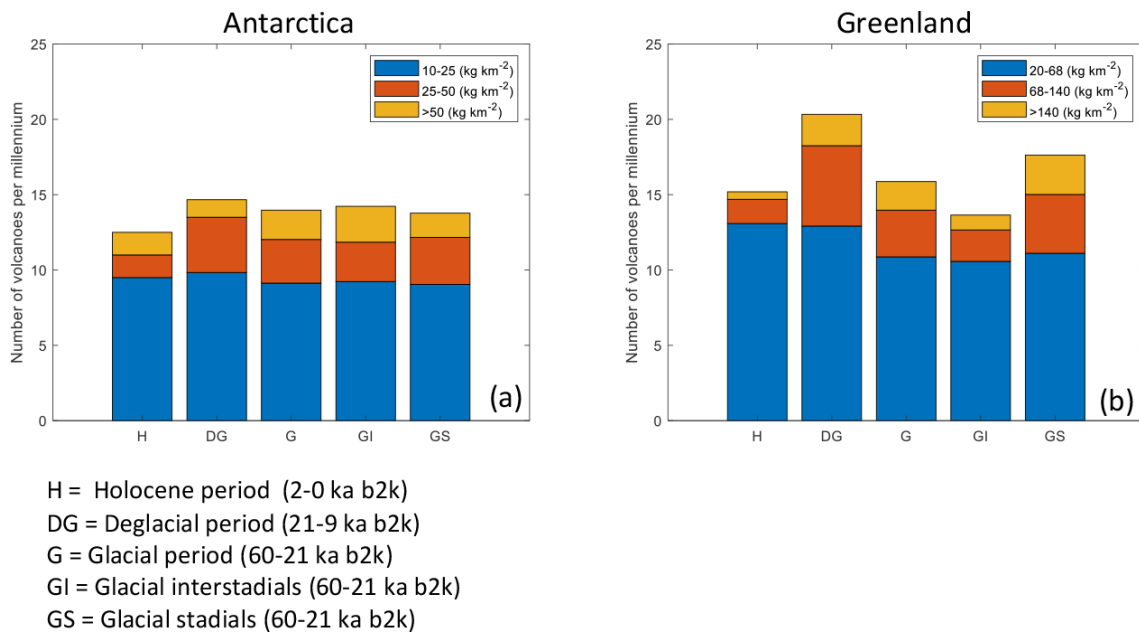 Antarctica
25
20
15
10
5
0
Number of volcanoes per millennium
10-25 (kg km⁻²)
25-50 (kg km⁻²)
>50 (kg km⁻²)
(a)
H DG G GI GS
Greenland
25
20
15
10
5
0
Number of volcanoes per millennium
20-68 (kg km⁻²)
68-140 (kg km⁻²)
>140 (kg km⁻²)
(b)
H DG G GI GS
H = Holocene period (2-0 ka b2k)
DG = Deglacial period (21-9 ka b2k)
G = Glacial period (60-21 ka b2k)
GI = Glacial interstadials (60-21 ka b2k)
GS = Glacial stadials (60-21 ka b2k)